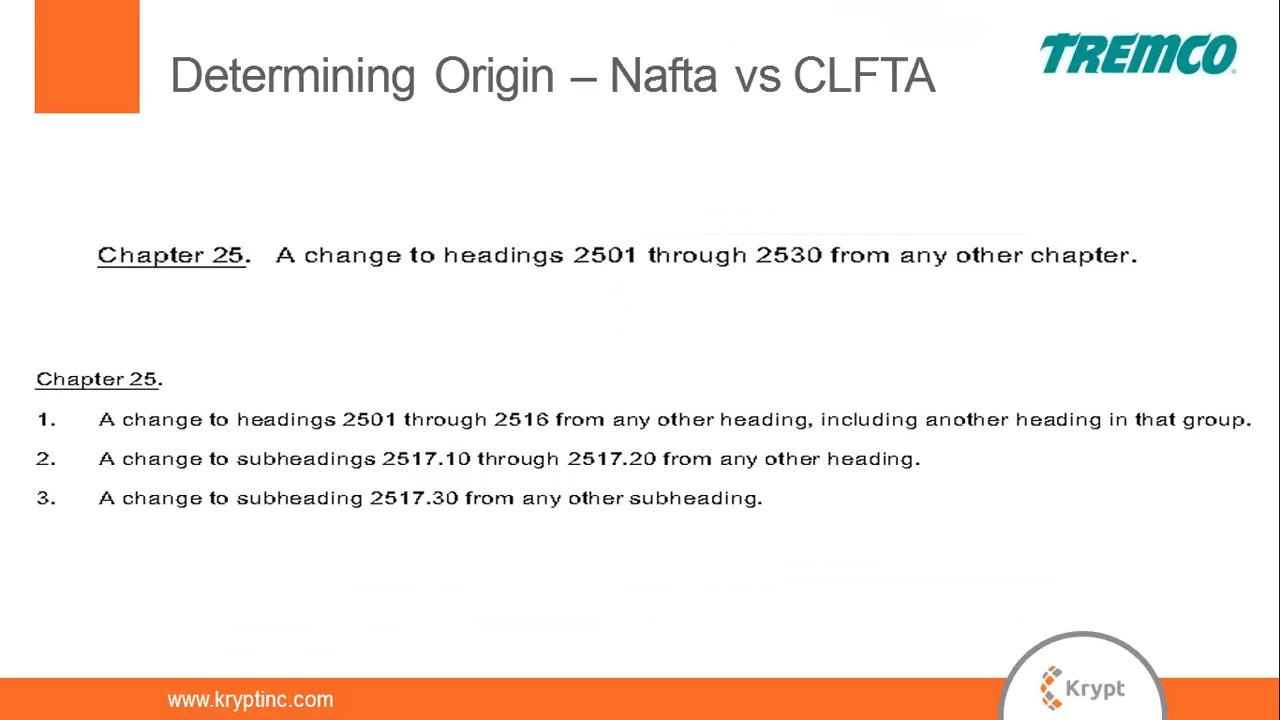 Determining Origin – Nafta vs CLFTA
TREMCO
Chapter 25. A change to headings 2501 through 2530 from any other chapter.
Chapter 25.
1. A change to headings 2501 through 2516 from any other heading, including another heading in that group.
2. A change to subheadings 2517.10 through 2517.20 from any other heading.
3. A change to subheading 2517.30 from any other subheading.
www.kryptinc.com
Krypt